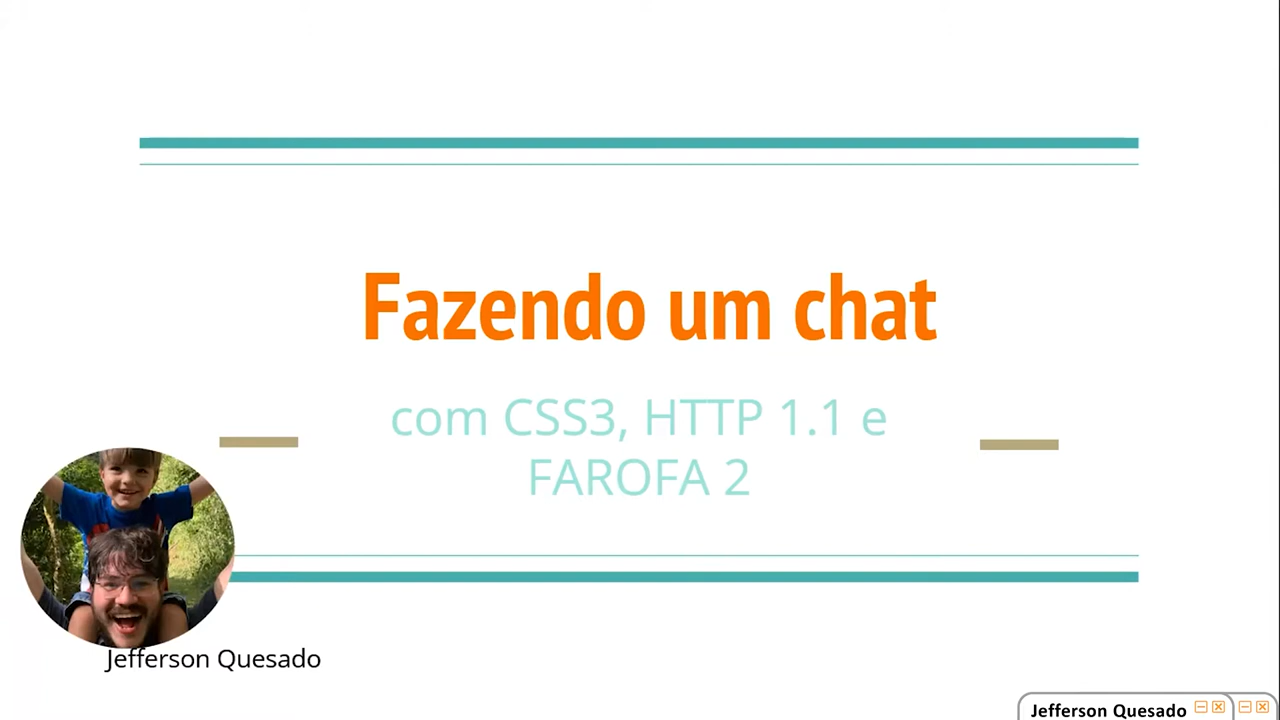 Fazendo um chat
com CSS3, HTTP 1.1 e
FAROFA 2
Jefferson Quesado
Jefferson Quesado